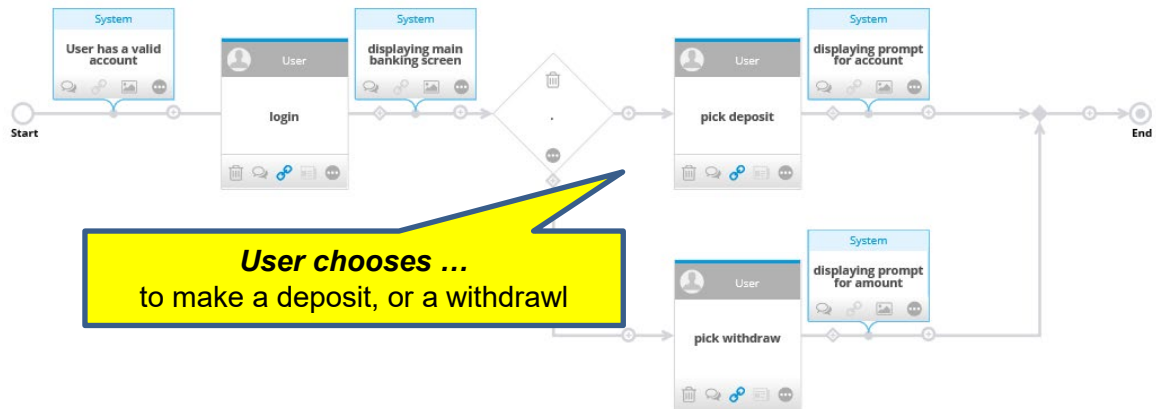 System
User has a valid
account
User
login
System
displaying main
banking screen
.
User
pick deposit
System
displaying prompt
for account
Start
End
User chooses …
to make a deposit, or a withdrawl
User
pick withdraw
System
displaying prompt
for amount